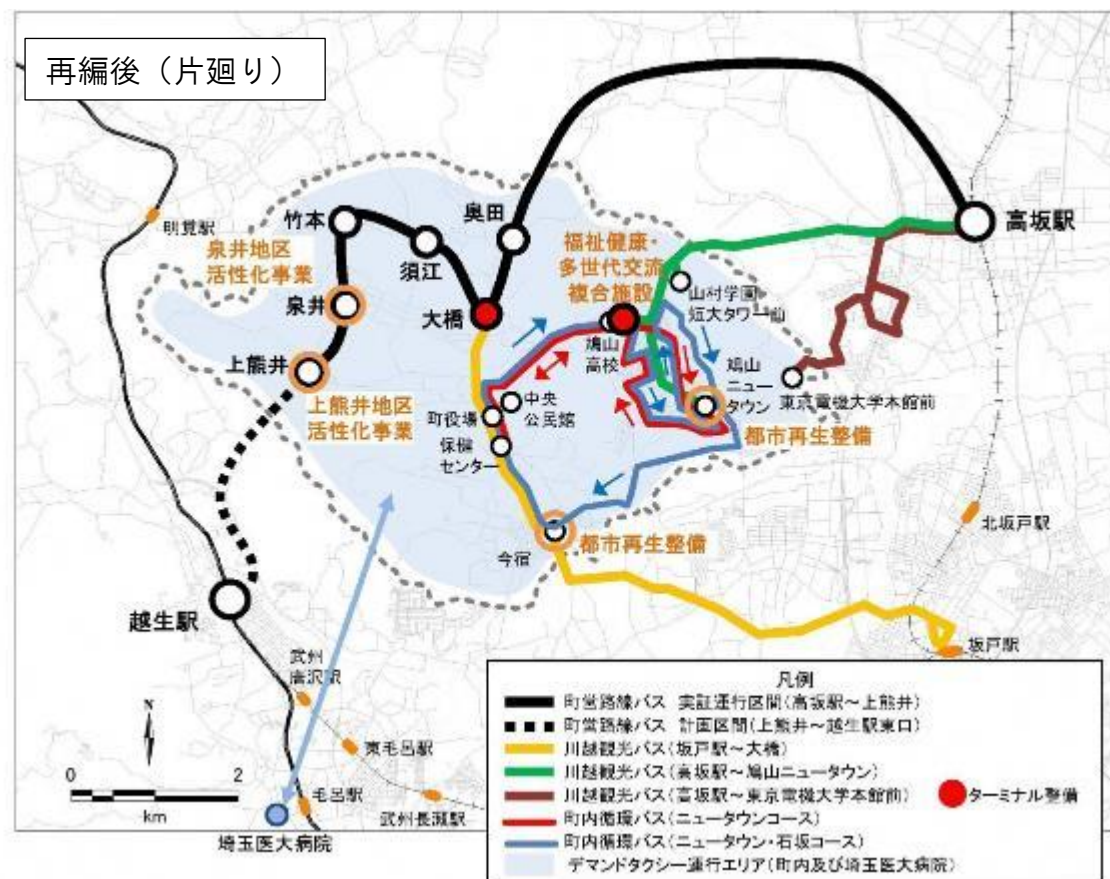 再編後（片廻り）
明覚駅
竹本
泉井地区
活性化事業
須江
奥田
泉井
大橋
上熊井
上熊井地区
活性化事業
福祉健康・
多世代交流
複合施設
高坂駅
山村学園
短大タワー前
鳩山
高校
鳩山
ニュー
タウン
東京電機大学本館前
都市再生整備
中央
公民館
町役場
保健
センター
今宿
都市再生整備
北坂戸駅
坂戸駅
越生駅
武州
唐沢駅
東毛呂駅
毛呂駅
武州長瀬駅
埼玉医大病院
N
0 2
km
凡例
町営路線バス 実証運行区間(高坂駅～上熊井)
町営路線バス 計画区間(上熊井～越生駅東口)
川越観光バス(坂戸駅～大橋)
川越観光バス(高坂駅～鳩山ニュータウン)
川越観光バス(高坂駅～東京電機大学本館前)
ターミナル整備
町内循環バス(ニュータウンコース)
町内循環バス(ニュータウン・石坂コース)
デマンドタクシー運行エリア(町内及び埼玉医大病院)